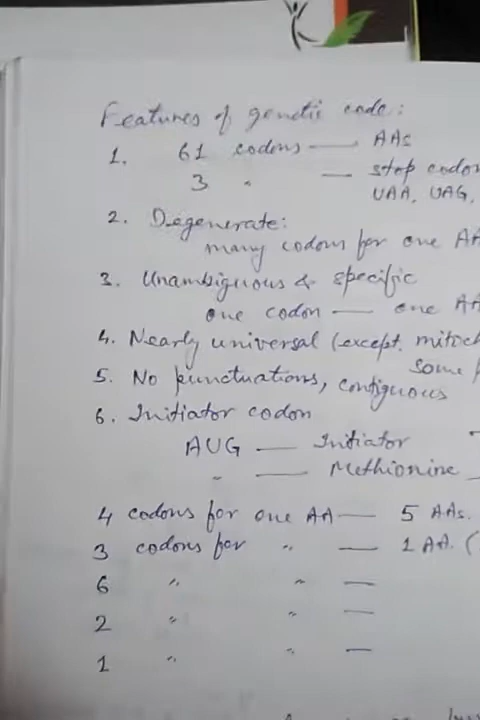 Features of genetic code:
1. 61 codons — AAs
3 " — stop codon
UAA, UAG,
2. Degenerate:
many codons for one AA
3. Unambiguous & specific
one codon — one AA
4. Nearly universal (except. mitoch
some
5. No punctuations, contiguous
6. Initiator codon
AUG — Initiator
" — Methionine
4 codons for one AA — 5 AAs.
3 codons for " — 1 AA. (
6 " " —
2 " " —
1 " " —